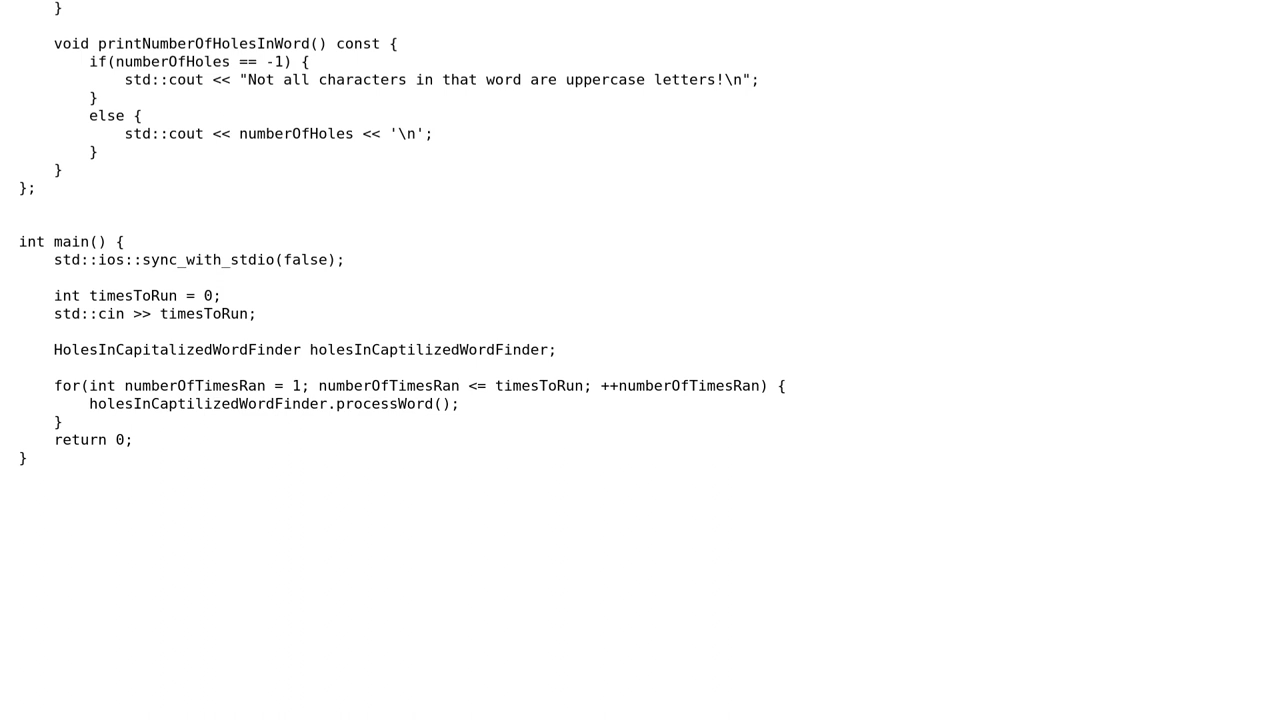 }

    void printNumberOfHolesInWord() const {
        if(numberOfHoles == -1) {
            std::cout << "Not all characters in that word are uppercase letters!\n";
        }
        else {
            std::cout << numberOfHoles << '\n';
        }
    }
};


int main() {
    std::ios::sync_with_stdio(false);

    int timesToRun = 0;
    std::cin >> timesToRun;

    HolesInCapitalizedWordFinder holesInCaptilizedWordFinder;

    for(int numberOfTimesRan = 1; numberOfTimesRan <= timesToRun; ++numberOfTimesRan) {
        holesInCaptilizedWordFinder.processWord();
    }
    return 0;
}